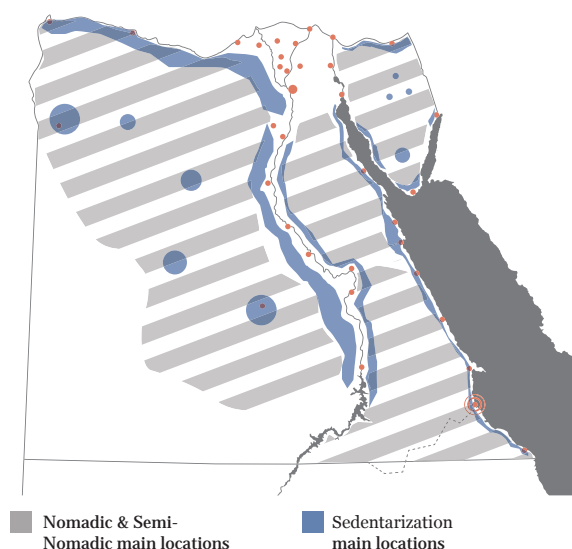 Nomadic & Semi-
Nomadic main locations
Sedentarization
main locations